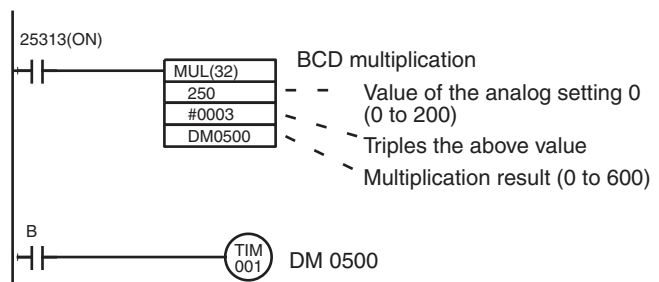 25313(ON)
MUL(32)
250
#0003
DM0500
BCD multiplication
Value of the analog setting 0
(0 to 200)
Triples the above value
Multiplication result (0 to 600)
B
TIM
001
DM 0500